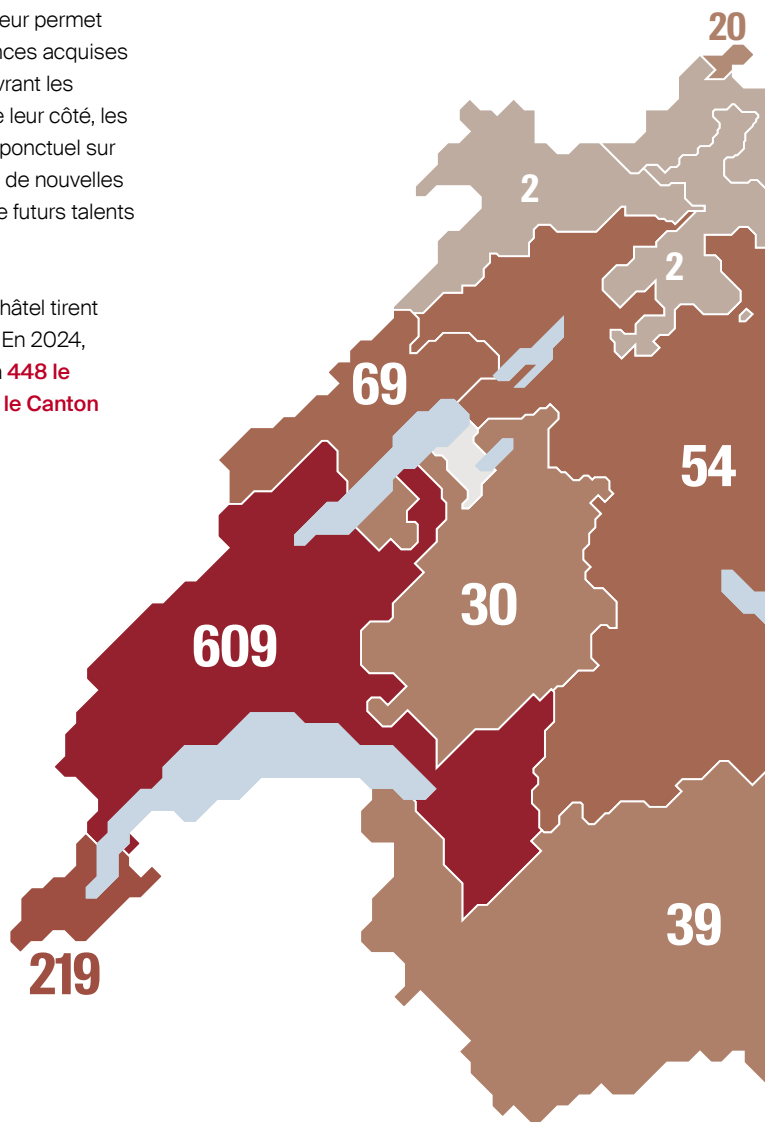 eur permet
nces acquises
vrant les
e leur côté, les
ponctuel sur
de nouvelles
e futurs talents
hâtel tirent
En 2024,
448 le
le Canton
20
2
2
69
54
30
609
39
219